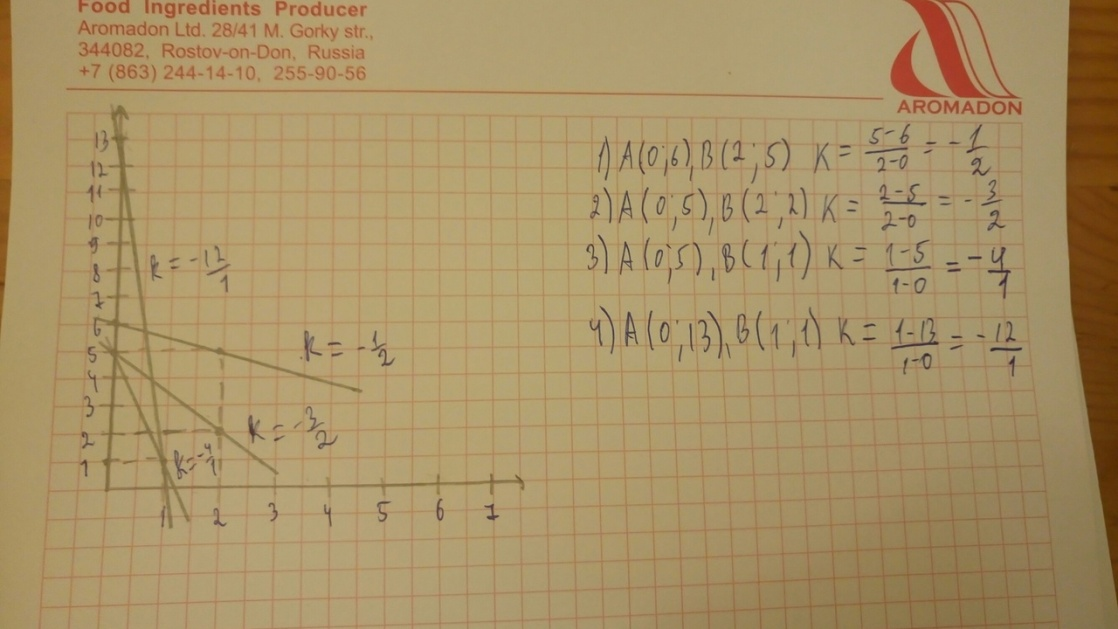 Food Ingredients Producer
Aromadon Ltd. 28/41 M. Gorky str.,
344082, Rostov-on-Don, Russia
+7 (863) 244-14-10, 255-90-56
AROMADON
1) A(0;6), B(2;5) K = 5-6/2-0 = -1/2
2) A(0;5), B(2;2) K = 2-5/2-0 = -3/2
3) A(0;5), B(1;1) K = 1-5/1-0 = -4/1
4) A(0;13), B(1;1) K = 1-13/1-0 = -12/1
13
12
11
10
9
8
7
6
5
4
3
2
1
K = -12/1
K = -1/2
K = -3/2
K = -4/1
1 2 3 4 5 6 7